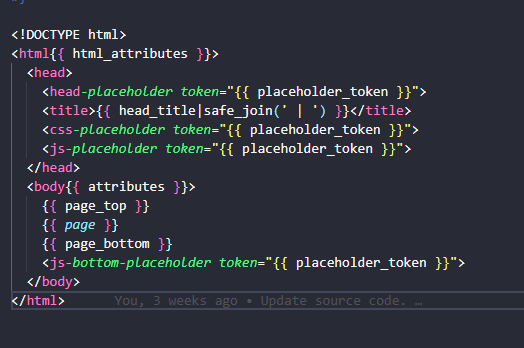 <!DOCTYPE html>
<html{{ html_attributes }}>
<head>
<head-placeholder token="{{ placeholder_token }}">
<title>{{ head_title|safe_join(' | ') }}</title>
<css-placeholder token="{{ placeholder_token }}">
<js-placeholder token="{{ placeholder_token }}">
</head>
<body{{ attributes }}>
{{ page_top }}
{{ page }}
{{ page_bottom }}
<js-bottom-placeholder token="{{ placeholder_token }}">
</body>
</html> You, 3 weeks ago • Update source code. …